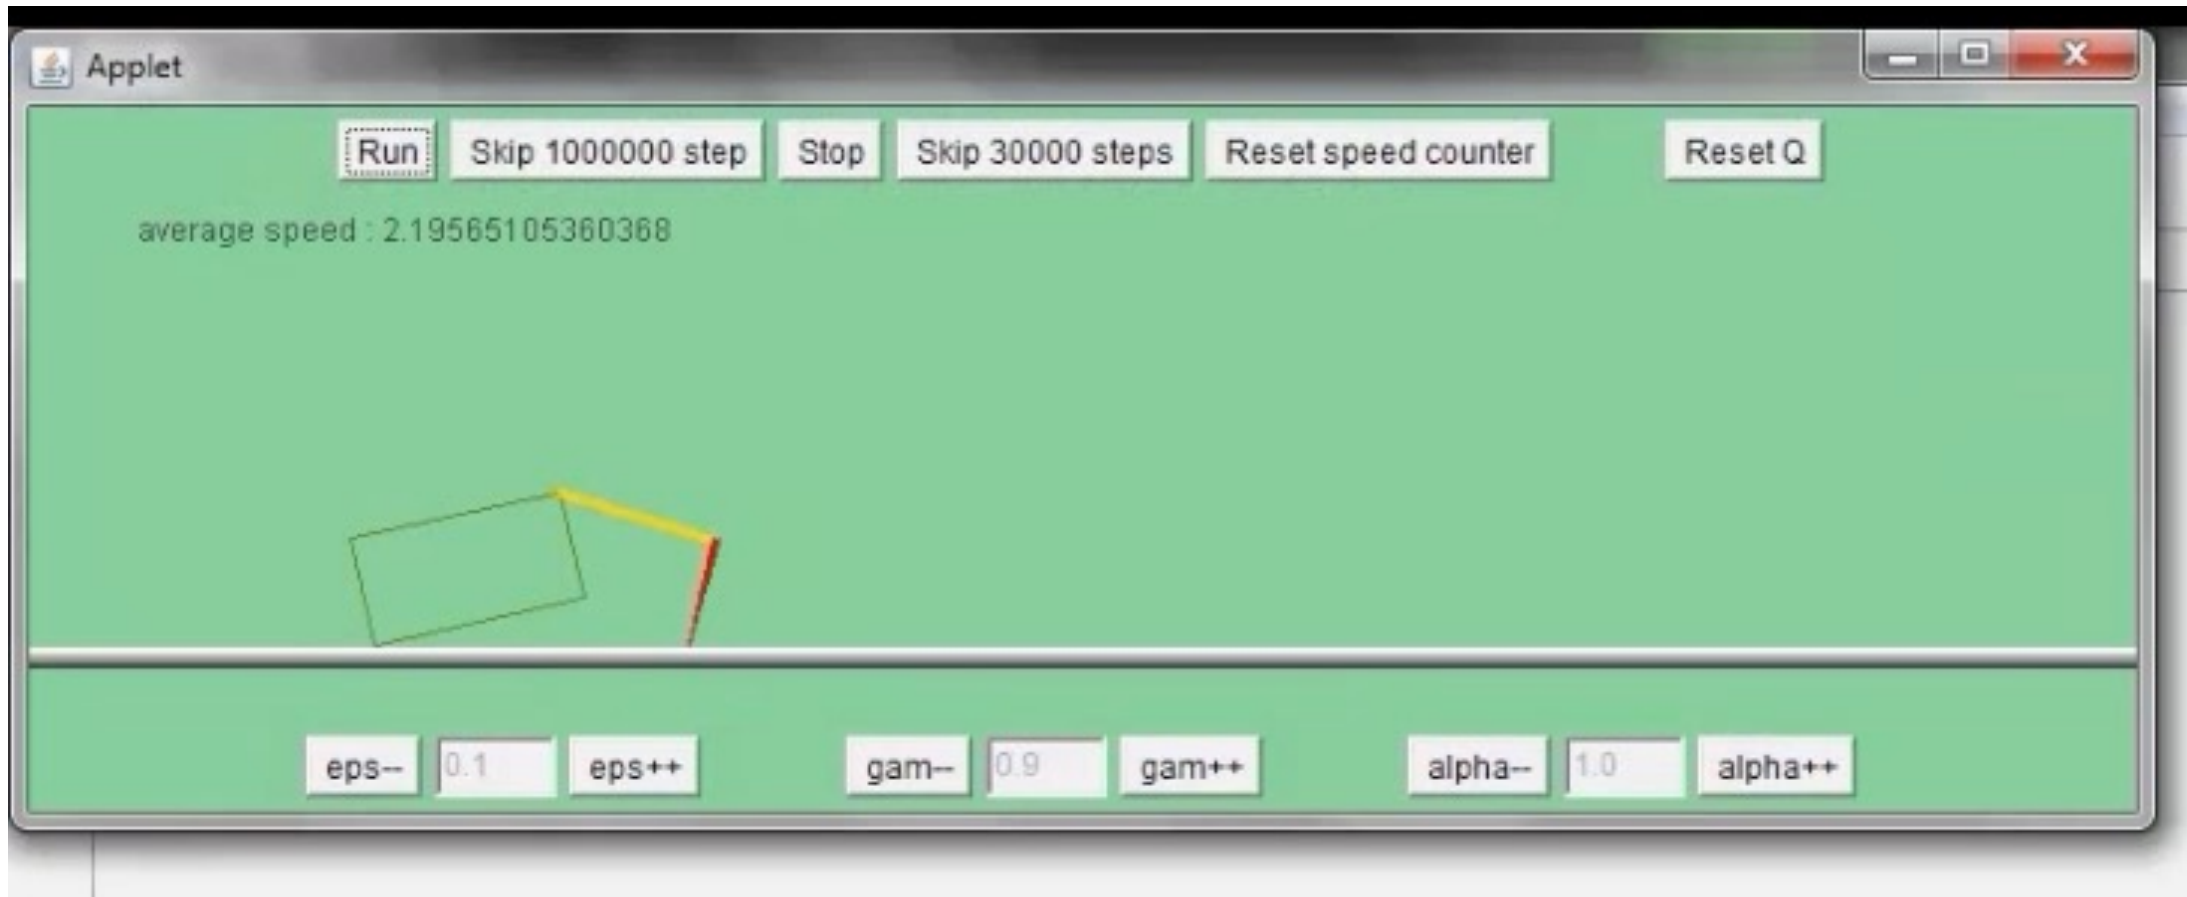 Applet
Run Skip 1000000 step Stop Skip 30000 steps Reset speed counter Reset Q
average speed : 2.19565105360368
eps-- 0.1 eps++ gam-- 0.9 gam++ alpha-- 1.0 alpha++